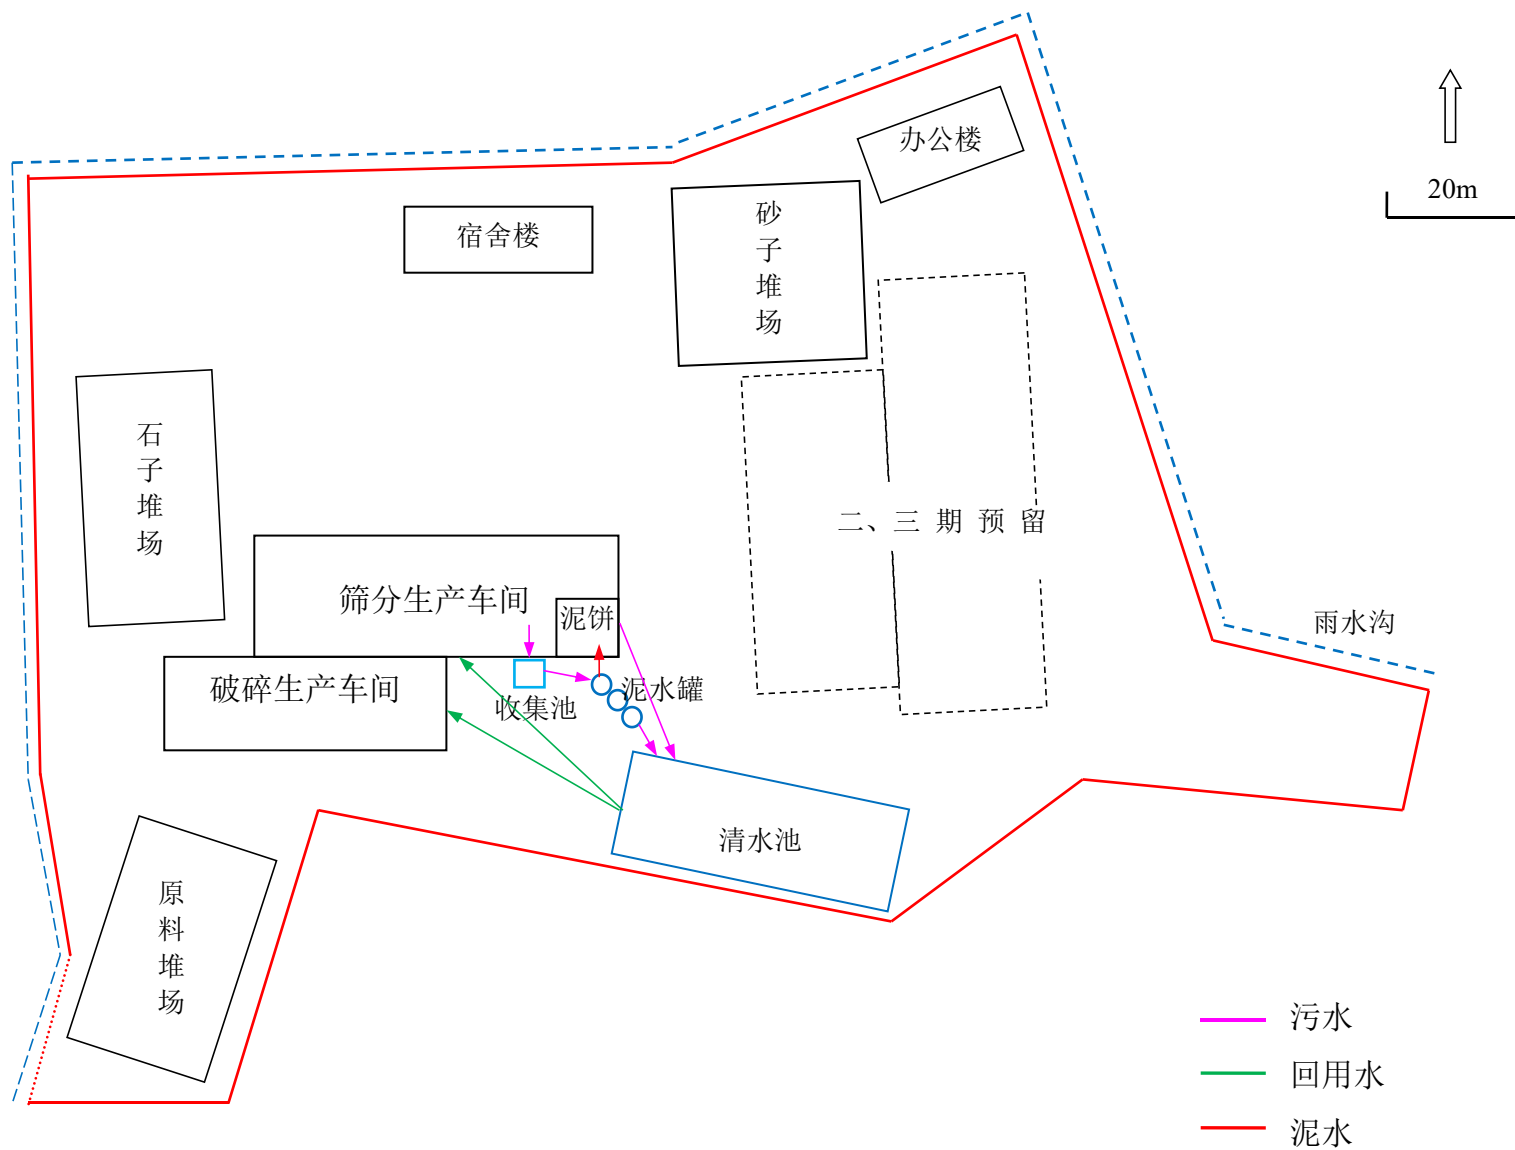 办公楼
20m
砂子堆场
宿舍楼
石子堆场
二、三期预留
筛分生产车间
泥饼
雨水沟
破碎生产车间
泥水罐
收集池
清水池
原料堆场
污水
回用水
泥水